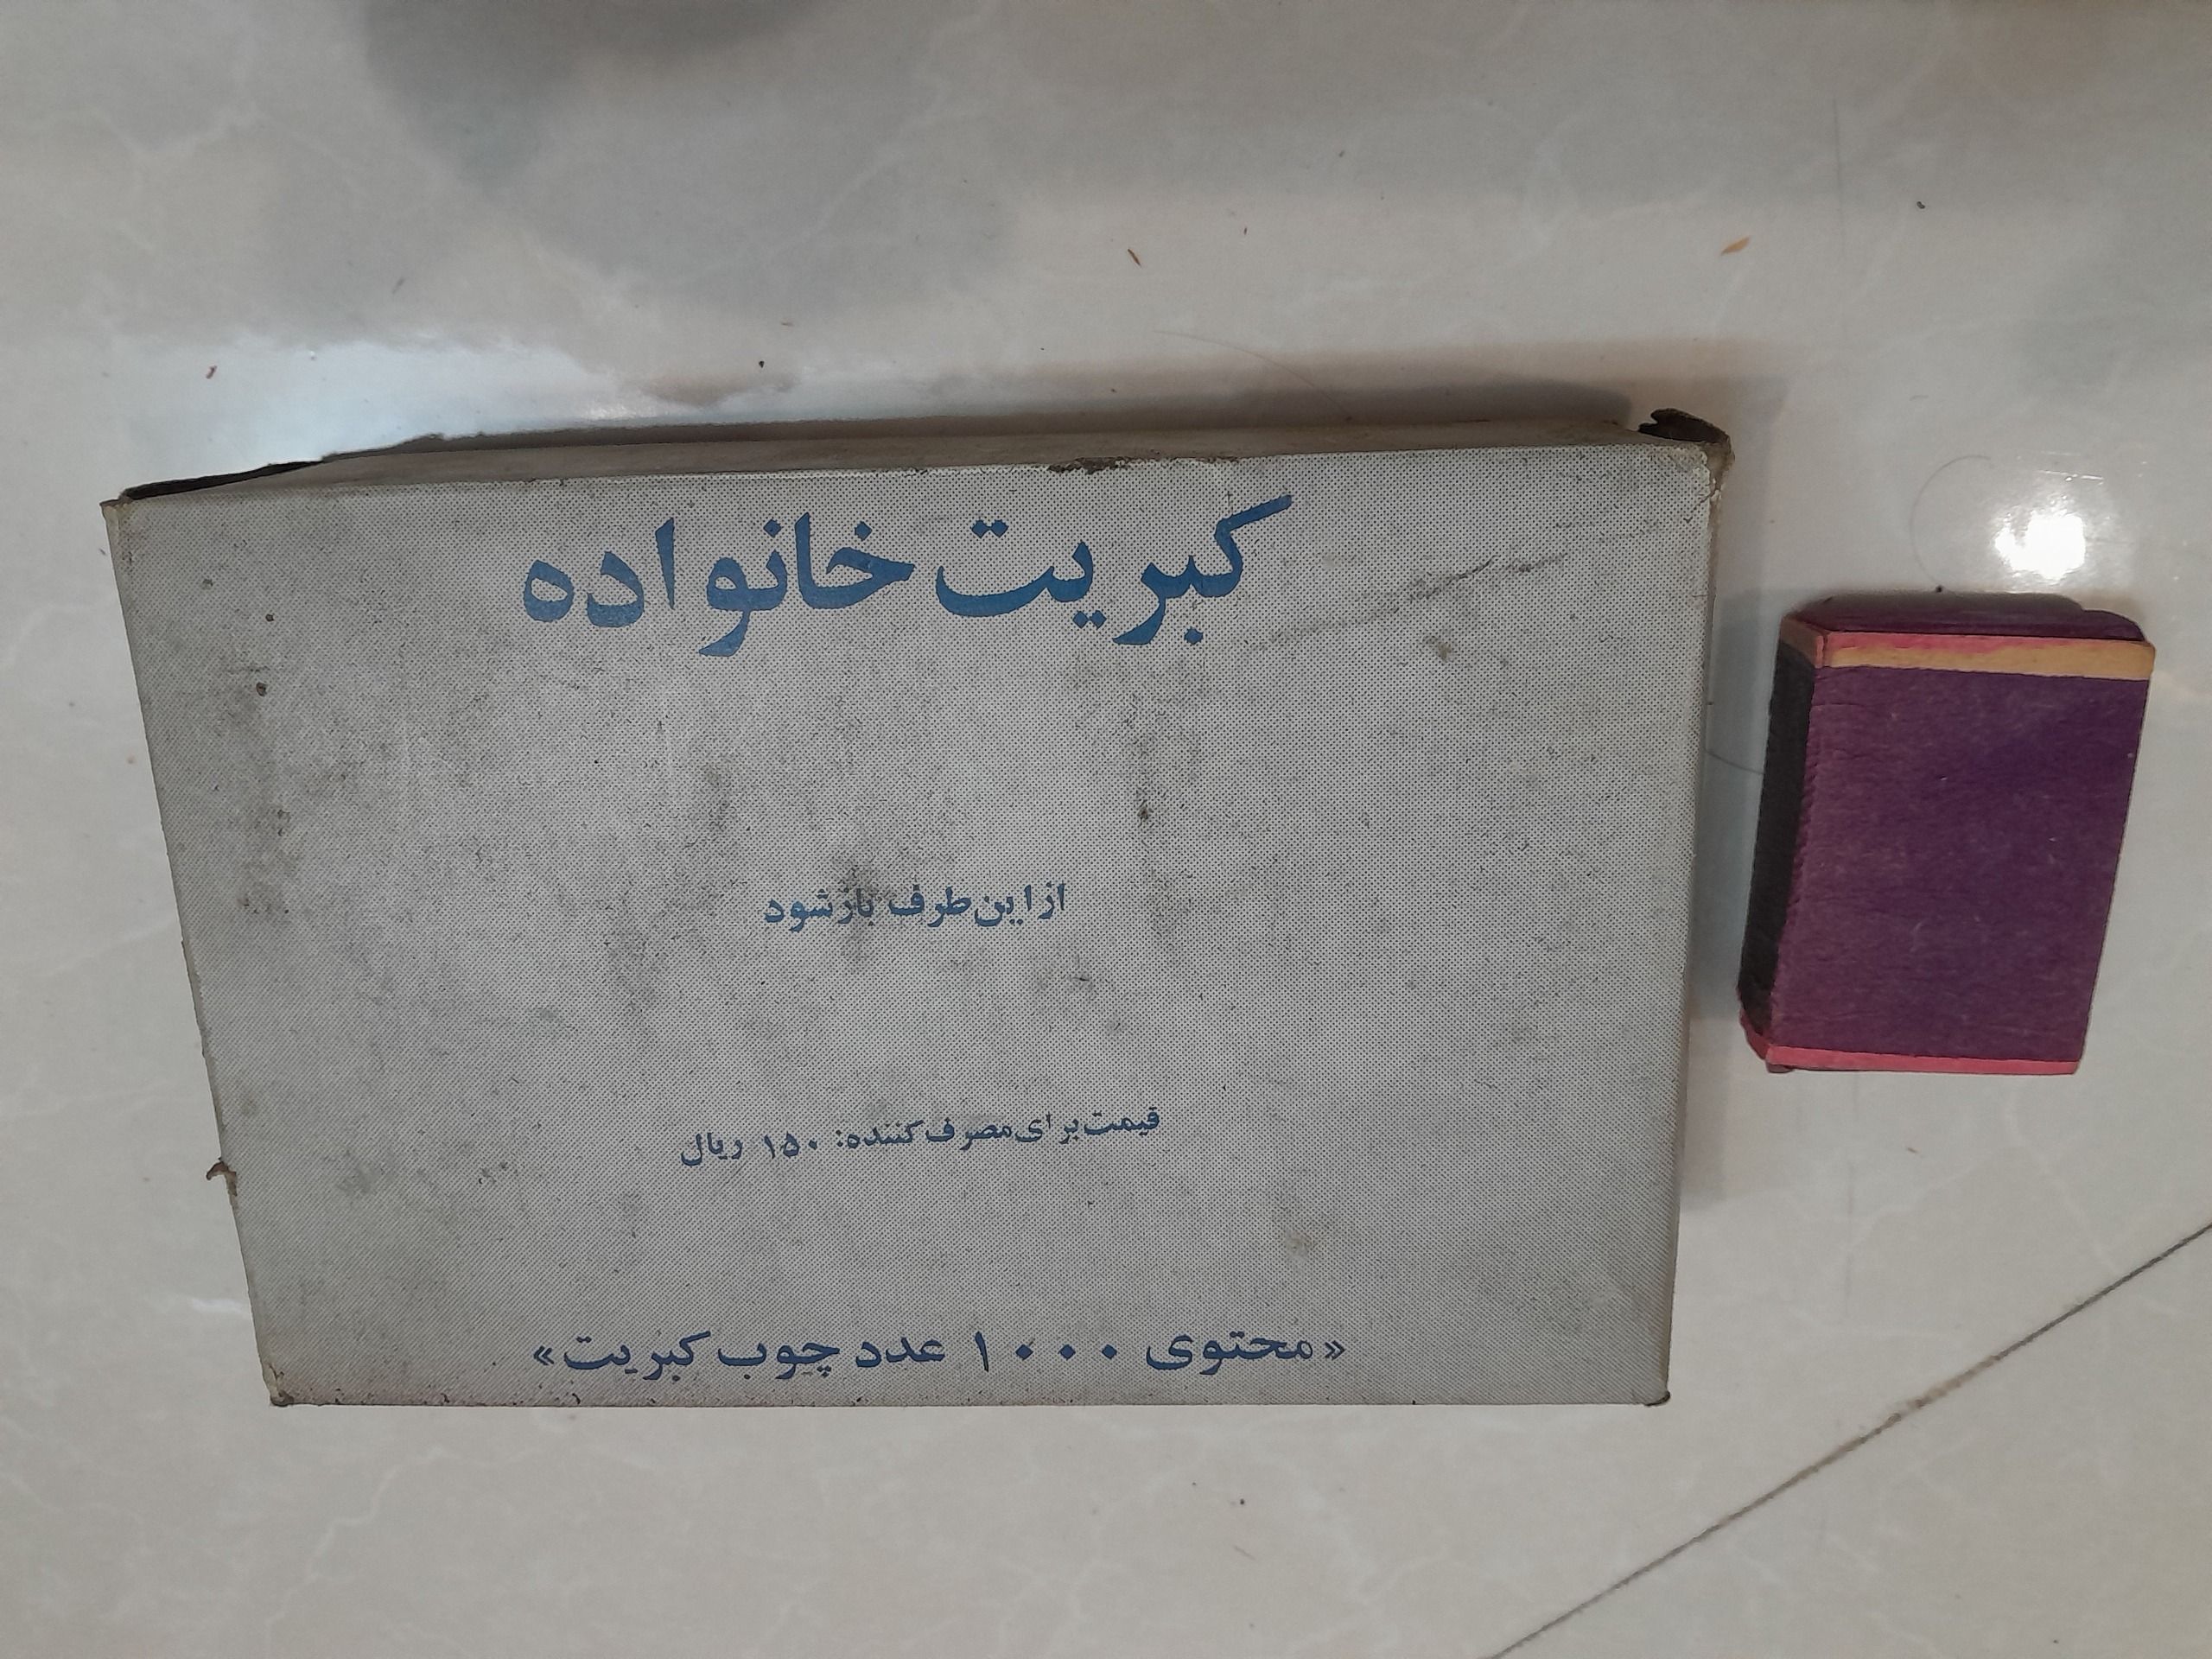 کبریت خانواده
از این طرف باز شود
قیمت برای مصرف کننده: ۱۵۰ ریال
«محتوی ۱۰۰۰ عدد چوب کبریت»